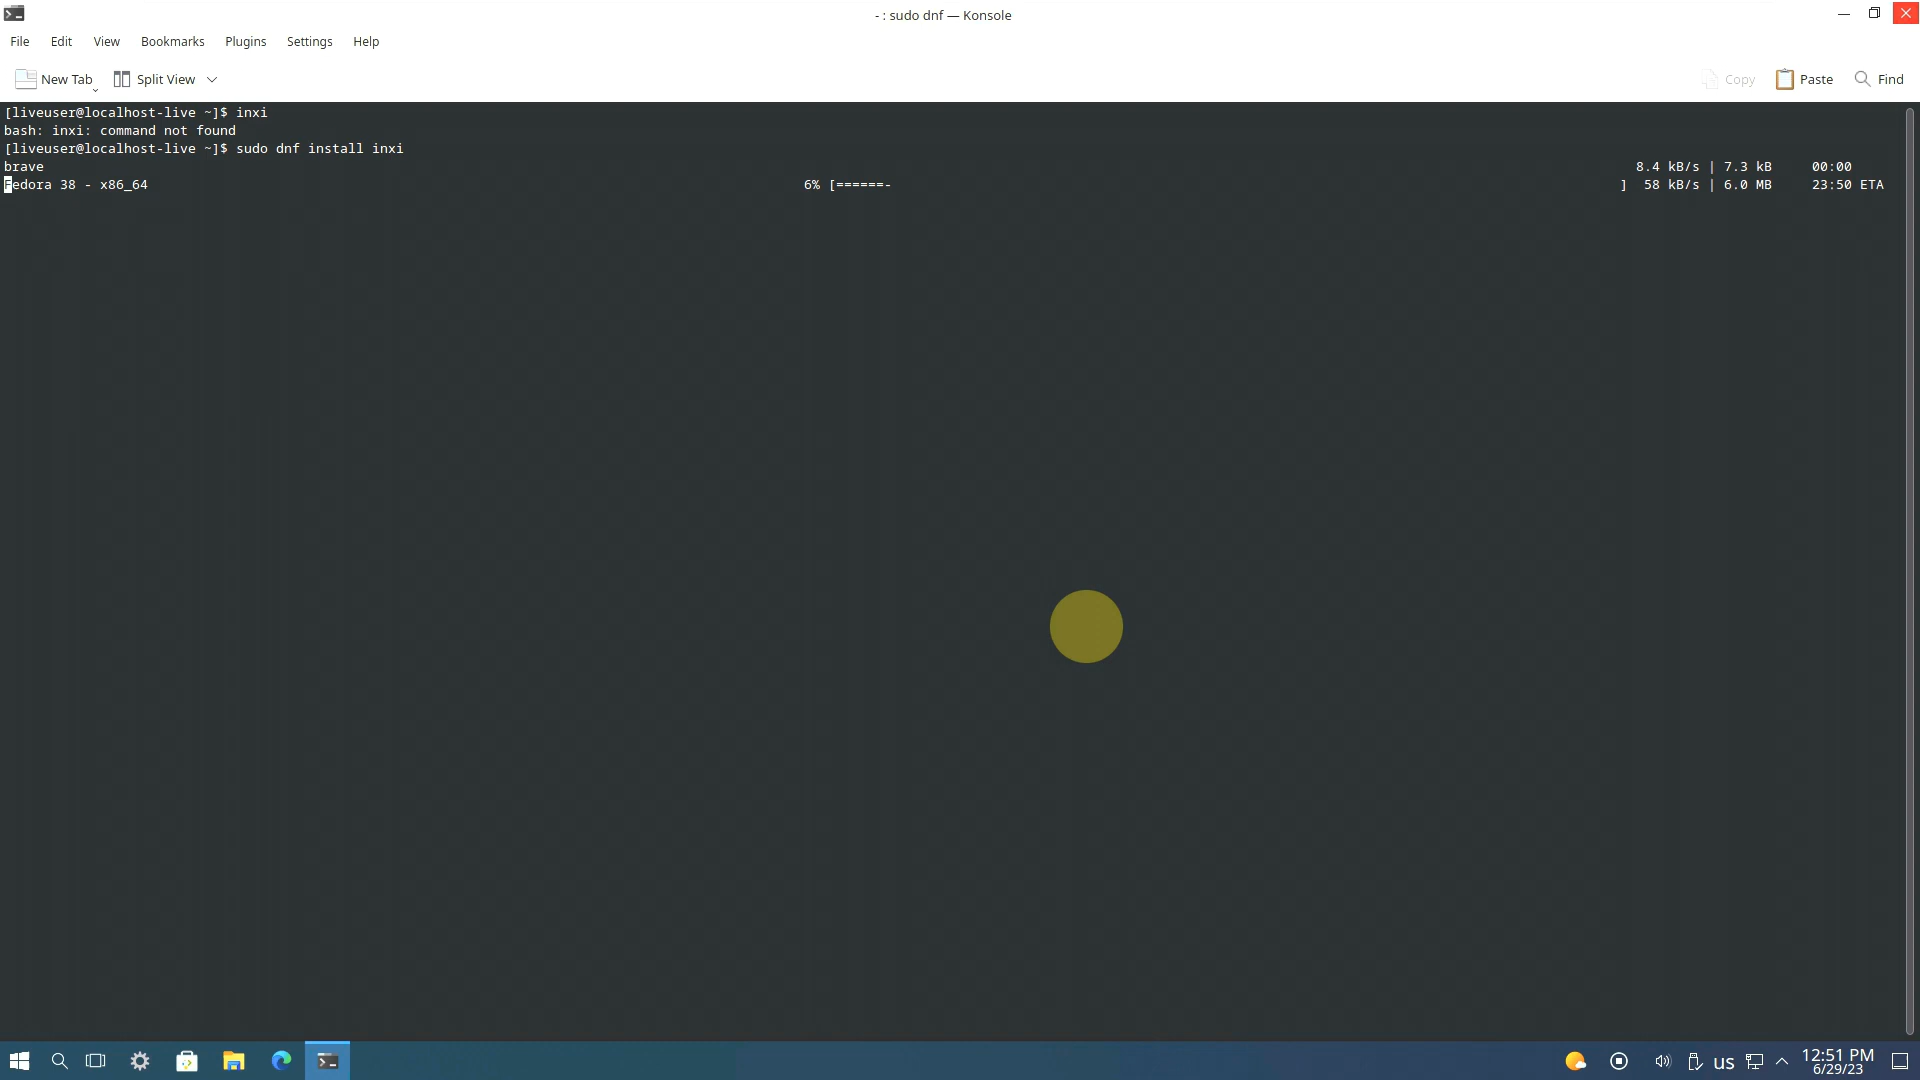 - : sudo dnf — Konsole
File Edit View Bookmarks Plugins Settings Help
New Tab Split View Copy Paste Find
[liveuser@localhost-live ~]$ inxi
bash: inxi: command not found
[liveuser@localhost-live ~]$ sudo dnf install inxi
brave 8.4 kB/s | 7.3 kB 00:00
Fedora 38 - x86_64 6% [======- ] 58 kB/s | 6.0 MB 23:50 ETA
us 12:51 PM
6/29/23